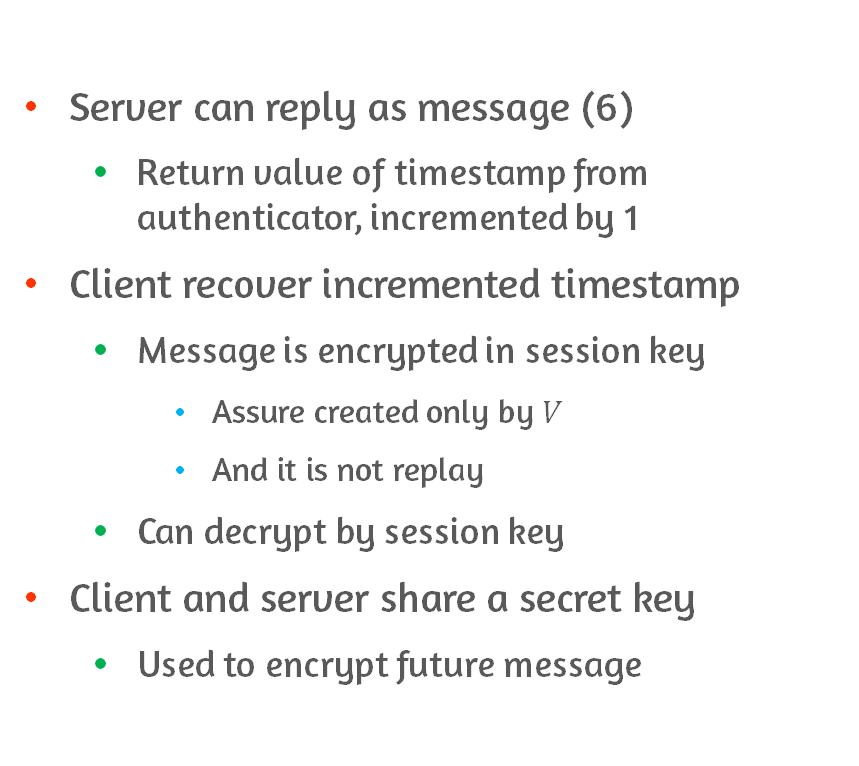 Server can reply as message (6)
Return value of timestamp from
authenticator, incremented by 1
Client recover incremented timestamp
Message is encrypted in session key
Assure created only by V
And it is not replay
Can decrypt by session key
Client and server share a secret key
Used to encrypt future message